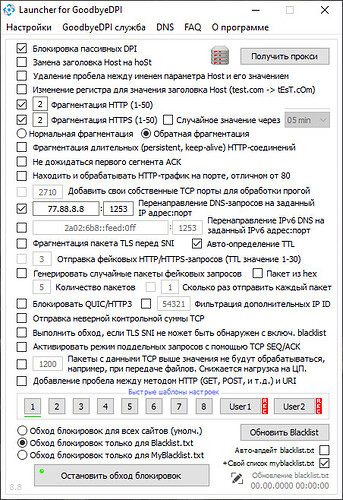 Launcher for GoodbyeDPI
Настройки GoodbyeDPI служба DNS FAQ О программе
Блокировка пассивных DPI
Замена заголовка Host на hoSt
Получить прокси
Удаление пробела между именем параметра Host и его значением
Изменение регистра для значения заголовка Host (test.com -> tEsT.cOm)
2 Фрагментация HTTP (1-50)
2 Фрагментация HTTPS (1-50) Случайное значение через 05 min
Нормальная фрагментация Обратная фрагментация
Фрагментация длительных (persistent, keep-alive) HTTP-соединений
Не дожидаться первого сегмента ACK
Находить и обрабатывать HTTP-трафик на порте, отличном от 80
2710 Добавить свои собственные TCP порты для обработки прогой
77.88.8.8 : 1253 Перенаправление DNS-запросов на заданный
IP адрес:порт
2a02:6b8::feed:0ff : 1253 Перенаправление IPv6 DNS на
заданный IPv6 адрес:порт
Фрагментация пакета TLS перед SNI Авто-определение TTL
3 Отправка фейковых HTTP/HTTPS-запросов (TTL значение 1-30)
Генерировать случайные пакеты фейковых запросов Пакет из hex
5 Количество пакетов 1 Сколько раз отправить каждый пакет
Блокировать QUIC/HTTP3 54321 Фильтрация дополнительных IP ID
Отправка неверной контрольной суммы TCP
Выполнить обход, если TLS SNI не может быть обнаружен с включ. blacklist
Активировать режим поддельных запросов с помощью TCP SEQ/ACK
1200 Пакеты с данными TCP выше значения не будут обрабатываться,
например, при передаче файлов. Снижается нагрузка на ЦП.
Добавление пробела между методом HTTP (GET, POST, и т.д.) и URI
Быстрые шаблоны настроек
1 2 3 4 5 6 7 8 User1 REC User2 REC
Обход блокировок для всех сайтов (умолч.)
Обход блокировок только для Blacklist.txt
Обход блокировок только для MyBlacklist.txt
Обновить Blacklist
Авто-апдейт blacklist.txt
+Свой список myblacklist.txt
Остановить обход блокировок
Обновление blacklist.txt
00.00.0000 00:00:00
8.8